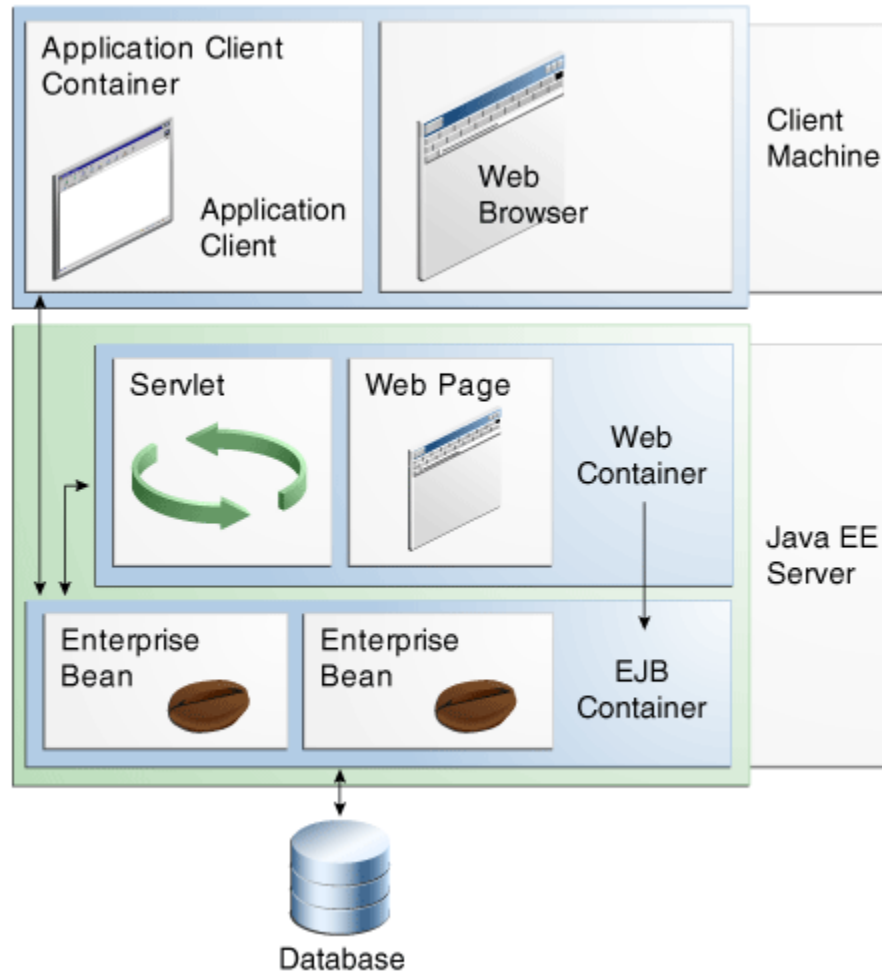 Application Client
Container
Application
Client
Web
Browser
Client
Machine
Servlet
Web Page
Web
Container
Java EE
Server
Enterprise
Bean
Enterprise
Bean
EJB
Container
Database